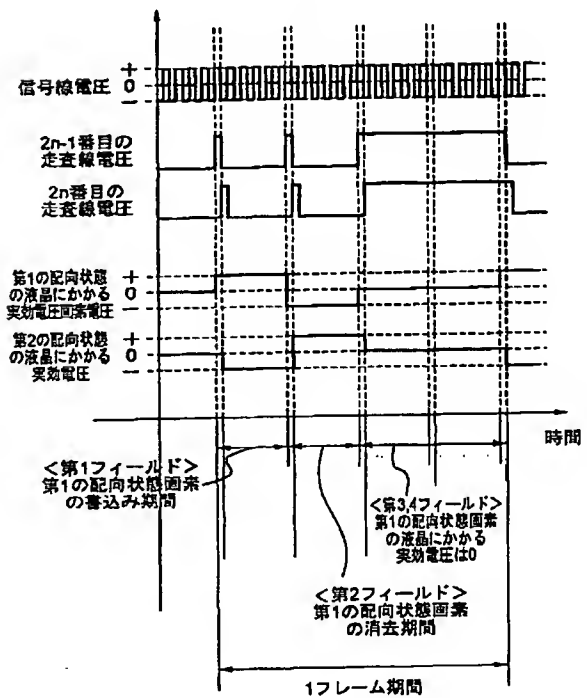 信号線電圧
+
0
−
2n-1番目の
走査線電圧
2n番目の
走査線電圧
第1の配向状態
の液晶にかかる
実効電圧画素電圧
+
0
−
第2の配向状態
の液晶にかかる
実効電圧
+
0
−
時間
<第1フィールド>
第1の配向状態画素
の書込み期間
<第3,4フィールド>
第1の配向状態画素
の液晶にかかる
実効電圧は0
<第2フィールド>
第1の配向状態画素
の消去期間
1フレーム期間